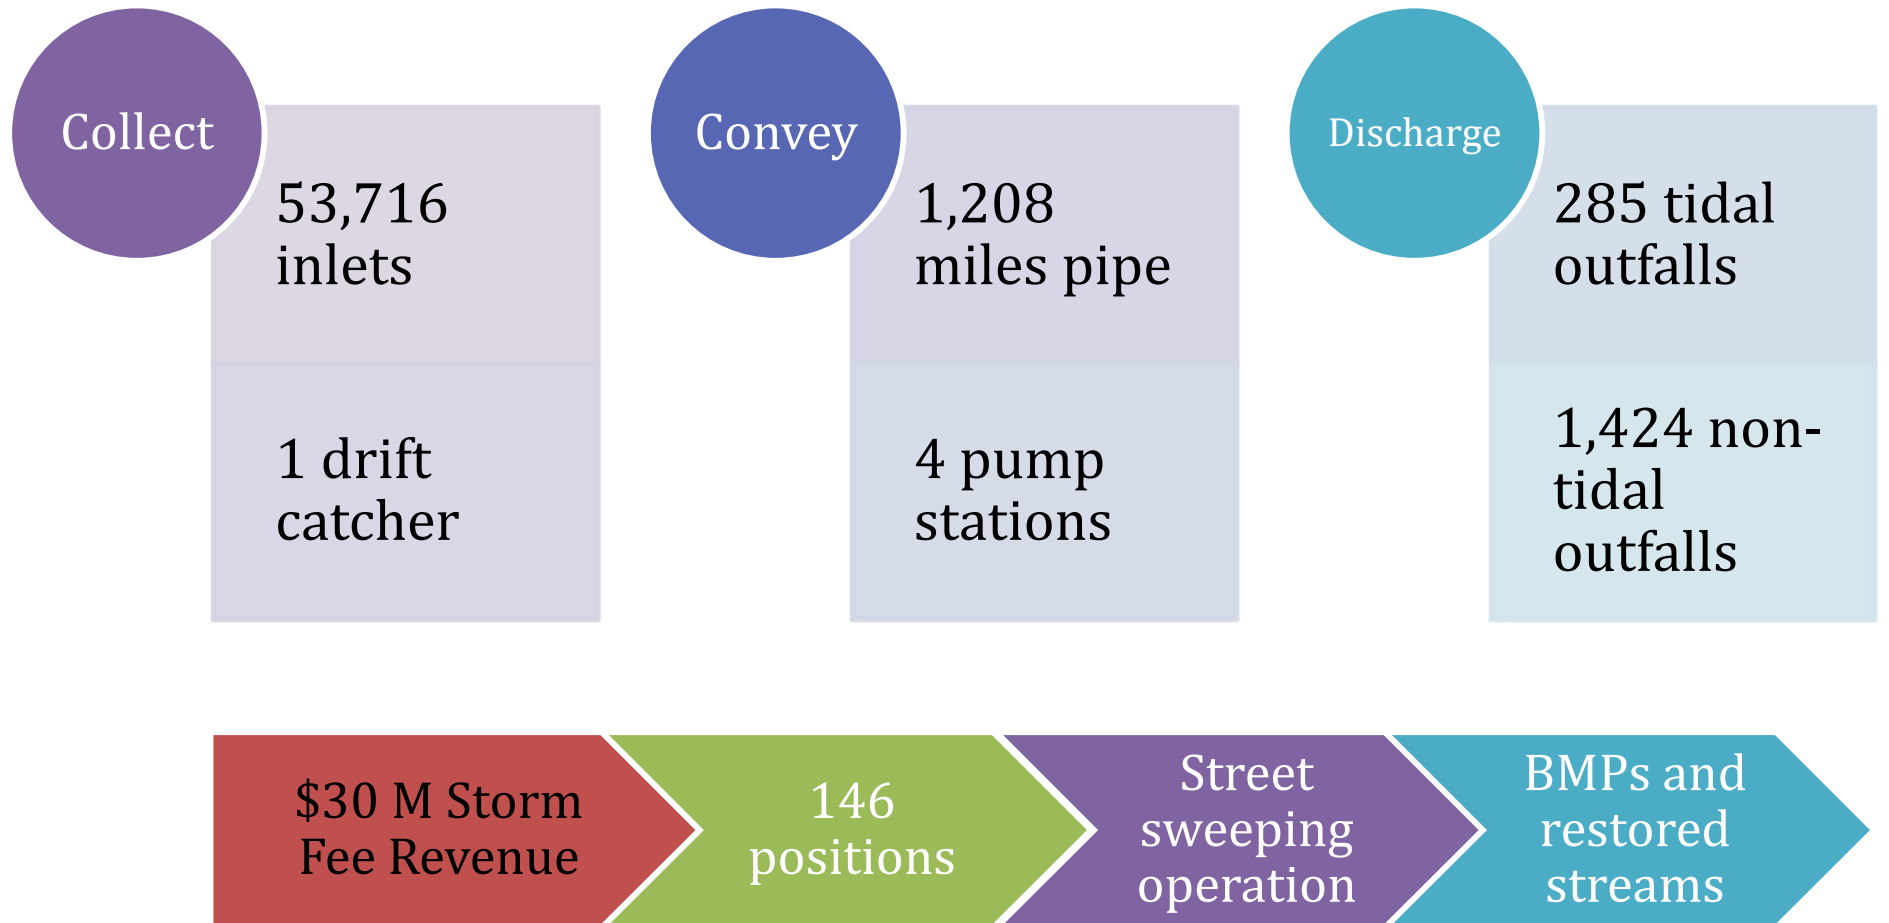 Collect
53,716
inlets
1 drift
catcher
Convey
1,208
miles pipe
4 pump
stations
Discharge
285 tidal
outfalls
1,424 non-
tidal
outfalls
$30 M Storm
Fee Revenue
146
positions
Street
sweeping
operation
BMPs and
restored
streams